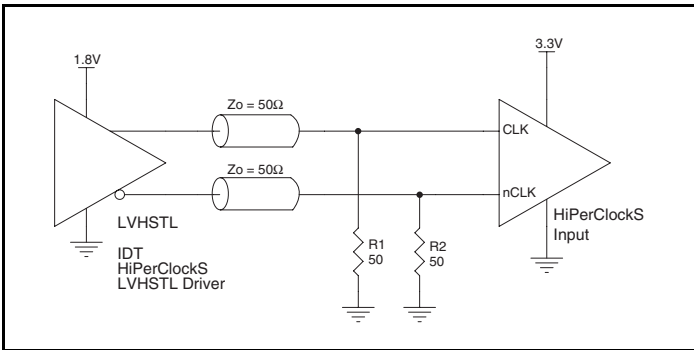 3.3V
1.8V
Zo = 50Ω
CLK
Zo = 50Ω
nCLK
LVHSTL
HiPerClockS
Input
IDT
HiPerClockS
LVHSTL Driver
R1
50
R2
50